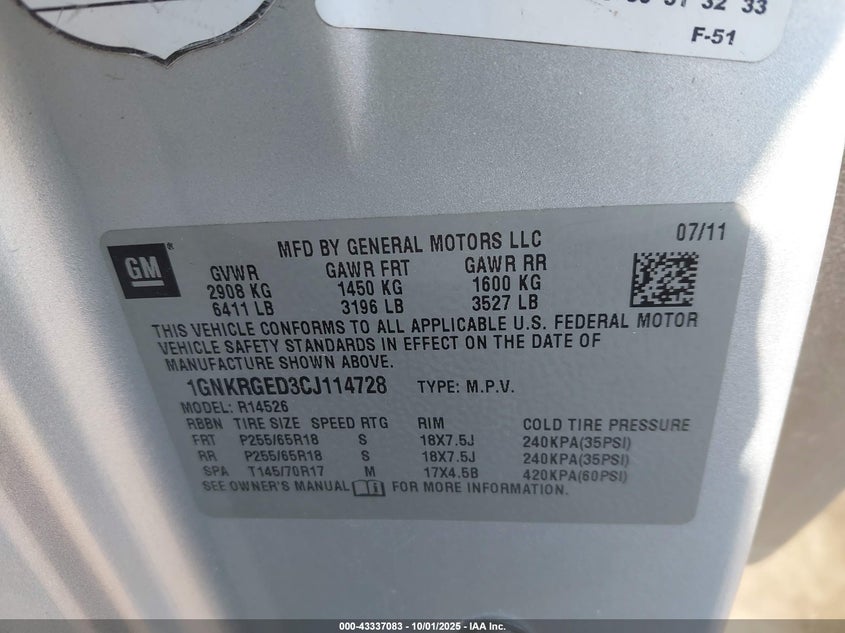 31 32 33
F-51
GM
MFD BY GENERAL MOTORS LLC 07/11
GVWR GAWR FRT GAWR RR
2908 KG 1450 KG 1600 KG
6411 LB 3196 LB 3527 LB
THIS VEHICLE CONFORMS TO ALL APPLICABLE U.S. FEDERAL MOTOR
VEHICLE SAFETY STANDARDS IN EFFECT ON THE DATE OF
MANUFACTURE SHOWN ABOVE.
1GNKRGED3CJ114728 TYPE: M.P.V.
MODEL: R14526
RBBN TIRE SIZE SPEED RTG RIM COLD TIRE PRESSURE
FRT P255/65R18 S 18X7.5J 240KPA(35PSI)
RR P255/65R18 S 18X7.5J 240KPA(35PSI)
SPA T145/70R17 M 17X4.5B 420KPA(60PSI)
SEE OWNER'S MANUAL FOR MORE INFORMATION.
000-43337083 - 10/01/2025 - IAA Inc.